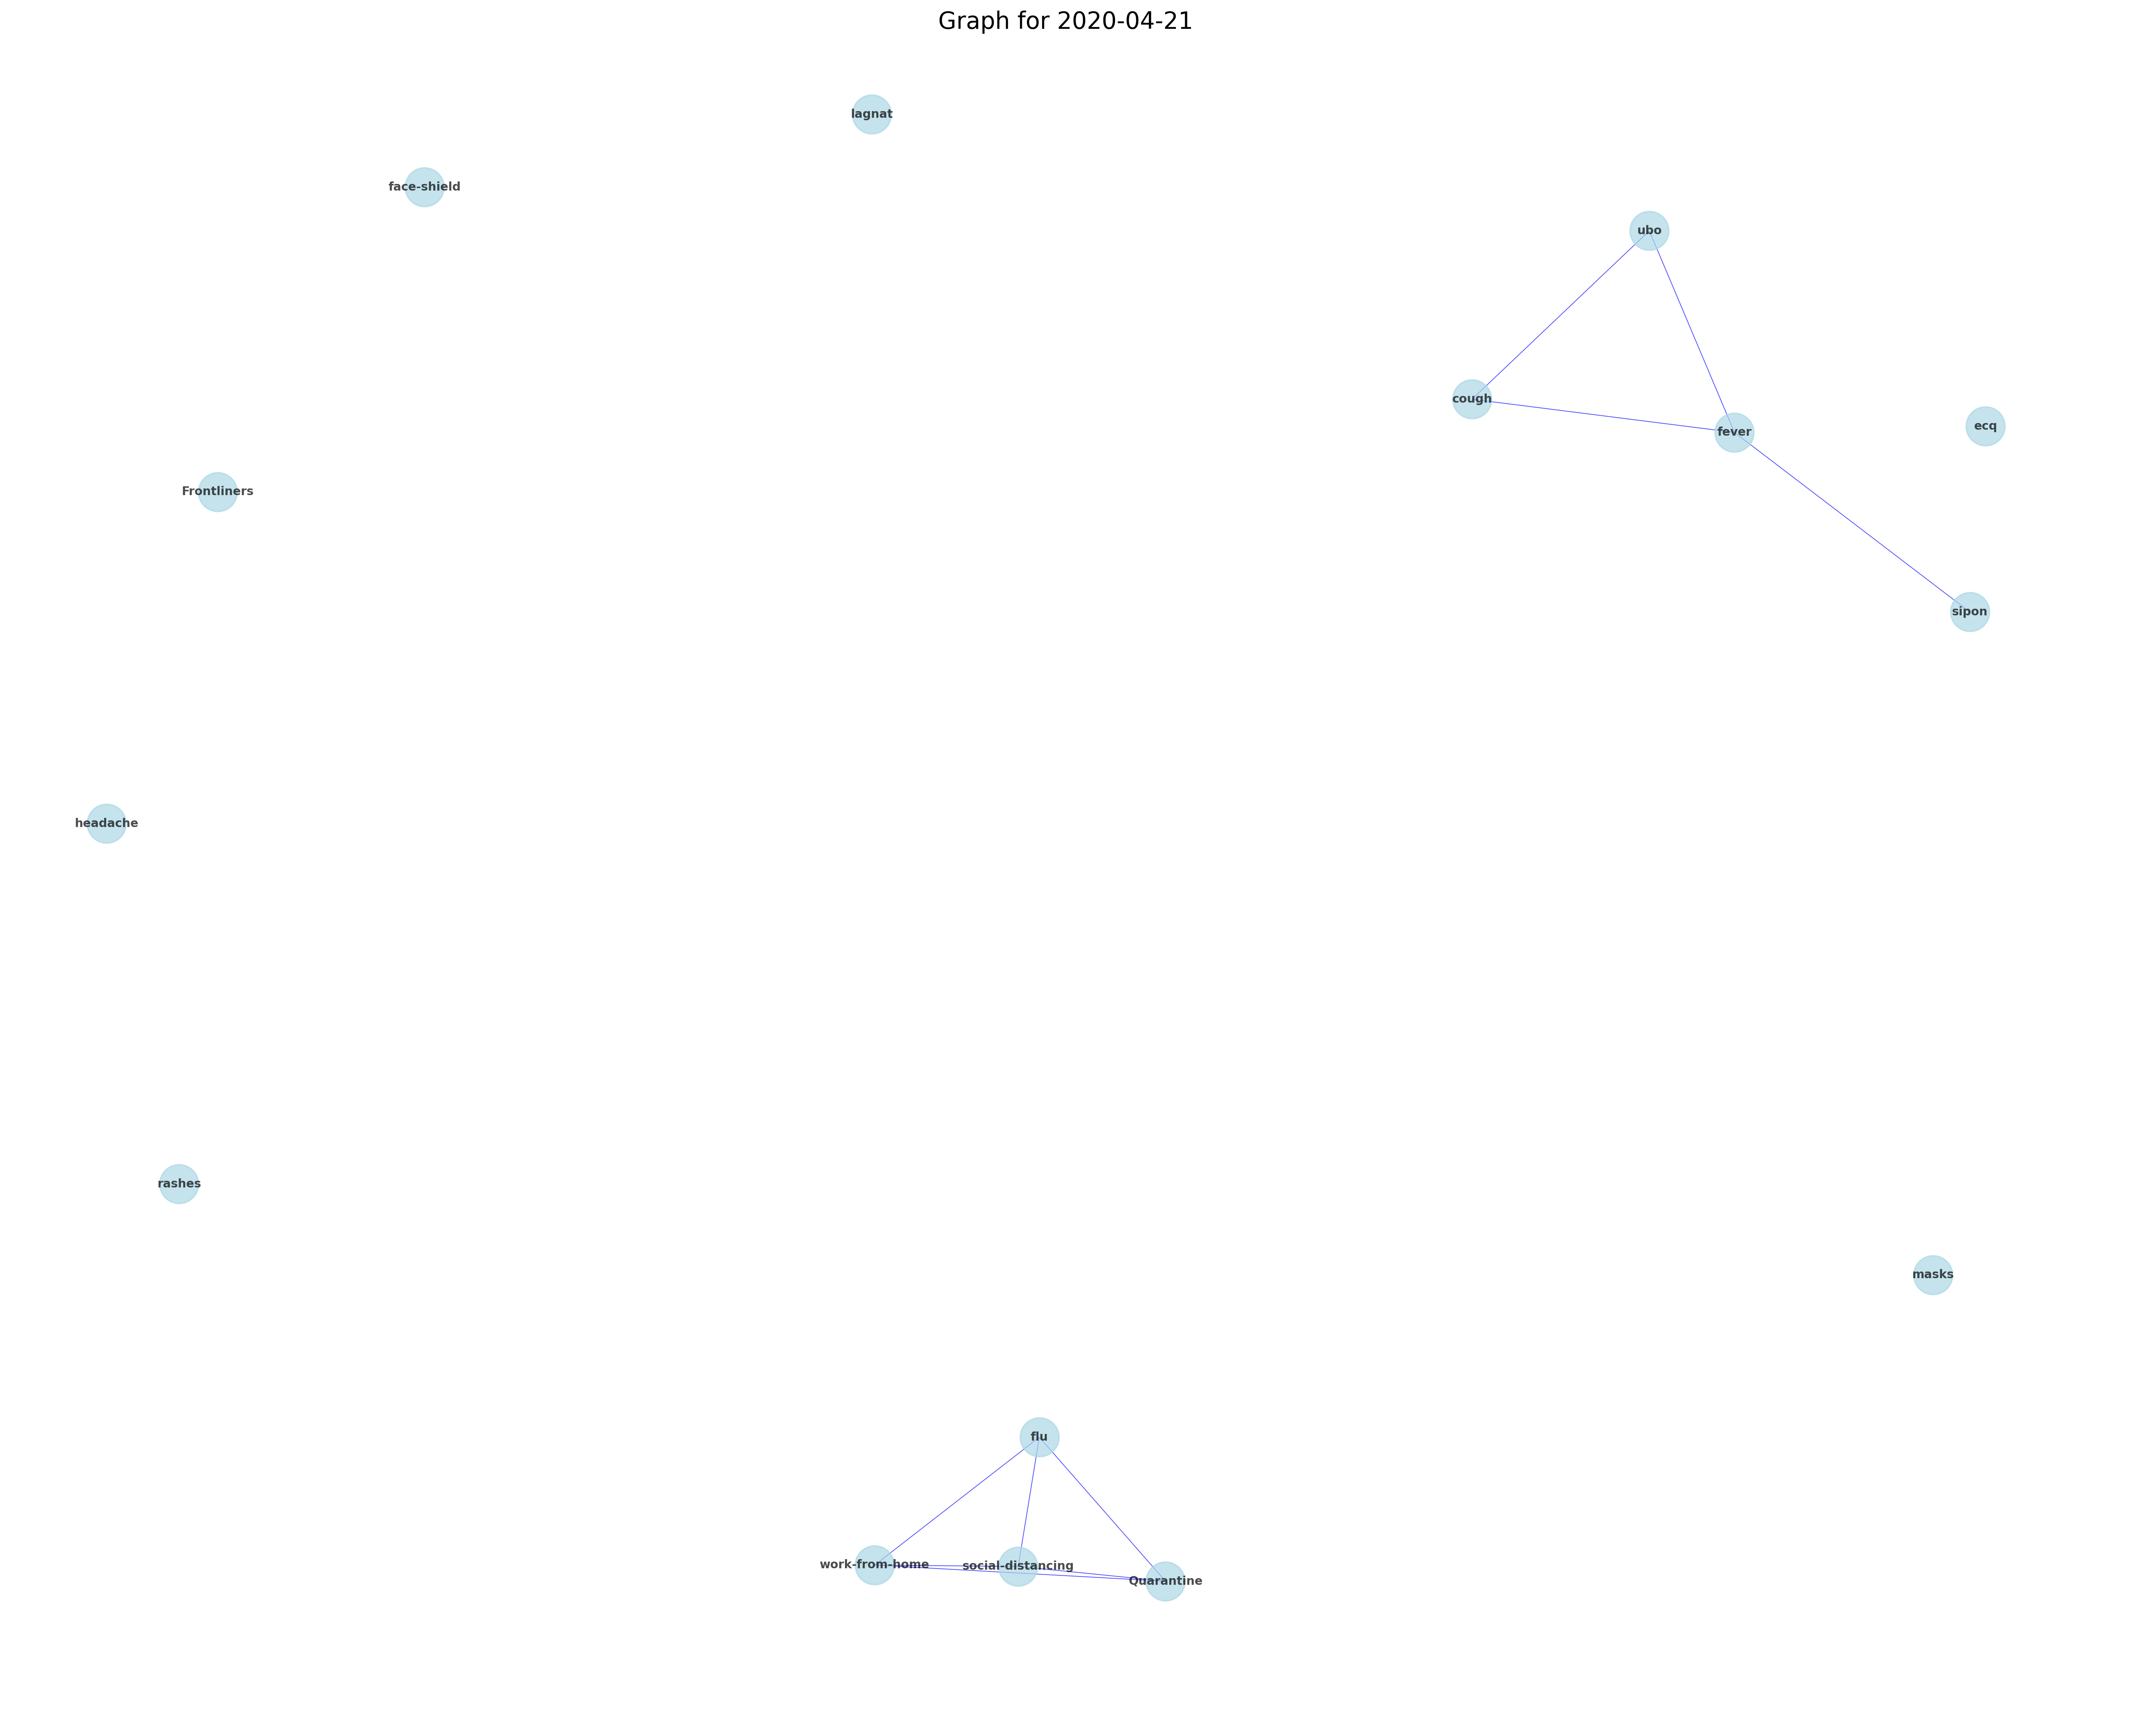 Graph for 2020-04-21
lagnat
face-shield
ubo
cough
ecq
fever
Frontliners
sipon
headache
rashes
masks
flu
work-from-home
social-distancing
Quarantine